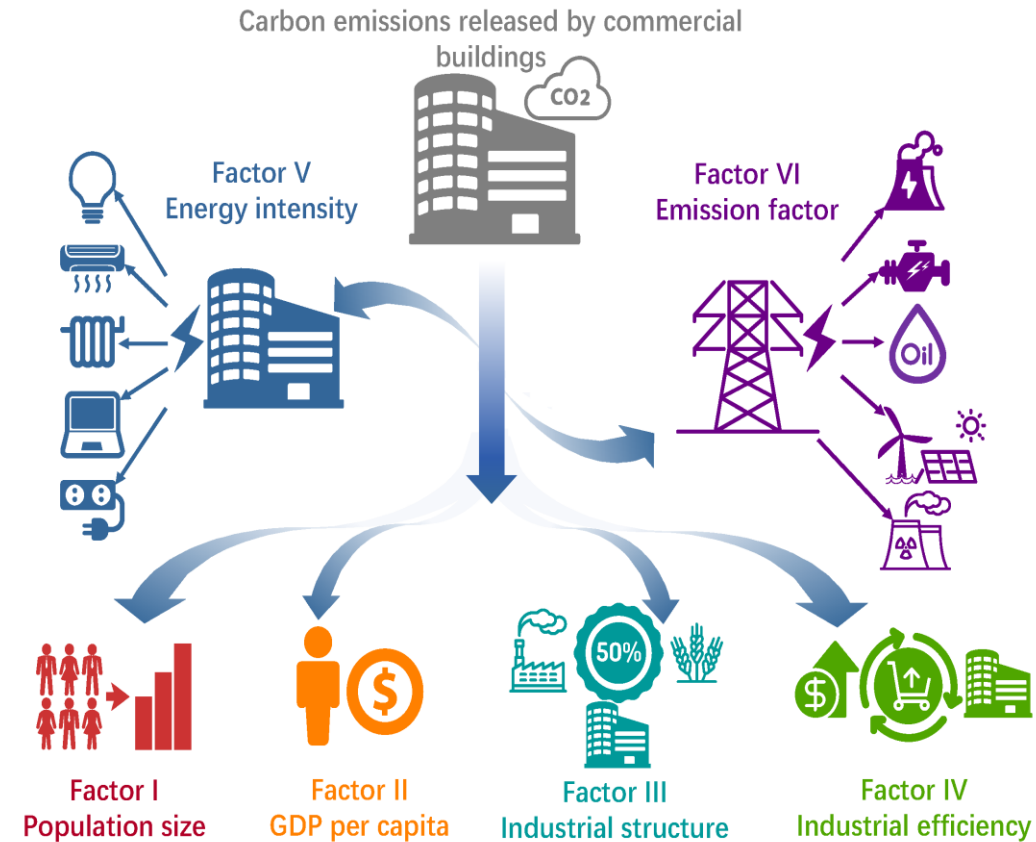 Carbon emissions released by commercial
buildings
CO2
Factor V
Energy intensity
Factor VI
Emission factor
Oil
50%
$
$
Factor I
Population size
Factor II
GDP per capita
Factor III
Industrial structure
Factor IV
Industrial efficiency